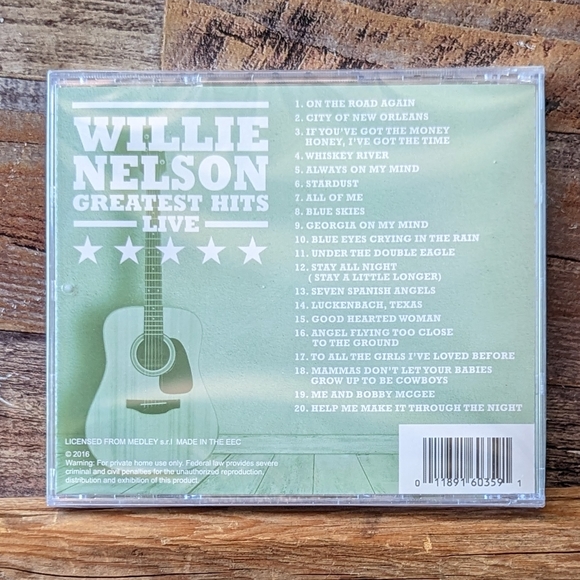 WILLIE
NELSON
GREATEST HITS
LIVE
1. ON THE ROAD AGAIN
2. CITY OF NEW ORLEANS
3. IF YOU'VE GOT THE MONEY
HONEY, I'VE GOT THE TIME
4. WHISKEY RIVER
5. ALWAYS ON MY MIND
6. STARDUST
7. ALL OF ME
8. BLUE SKIES
9. GEORGIA ON MY MIND
10. BLUE EYES CRYING IN THE RAIN
11. UNDER THE DOUBLE EAGLE
12. STAY ALL NIGHT
( STAY A LITTLE LONGER)
13. SEVEN SPANISH ANGELS
14. LUCKENBACH, TEXAS
15. GOOD HEARTED WOMAN
16. ANGEL FLYING TOO CLOSE
TO THE GROUND
17. TO ALL THE GIRLS I'VE LOVED BEFORE
18. MAMMAS DON'T LET YOUR BABIES
GROW UP TO BE COWBOYS
19. ME AND BOBBY MCGEE
20. HELP ME MAKE IT THROUGH THE NIGHT
LICENSED FROM MEDLEY s.r.l MADE IN THE EEC
© 2016
Warning: For private home use only. Federal law provides severe
criminal and civil penalties for the unauthorized reproduction,
distribution and exhibition of this product.
0 11891 60359 1